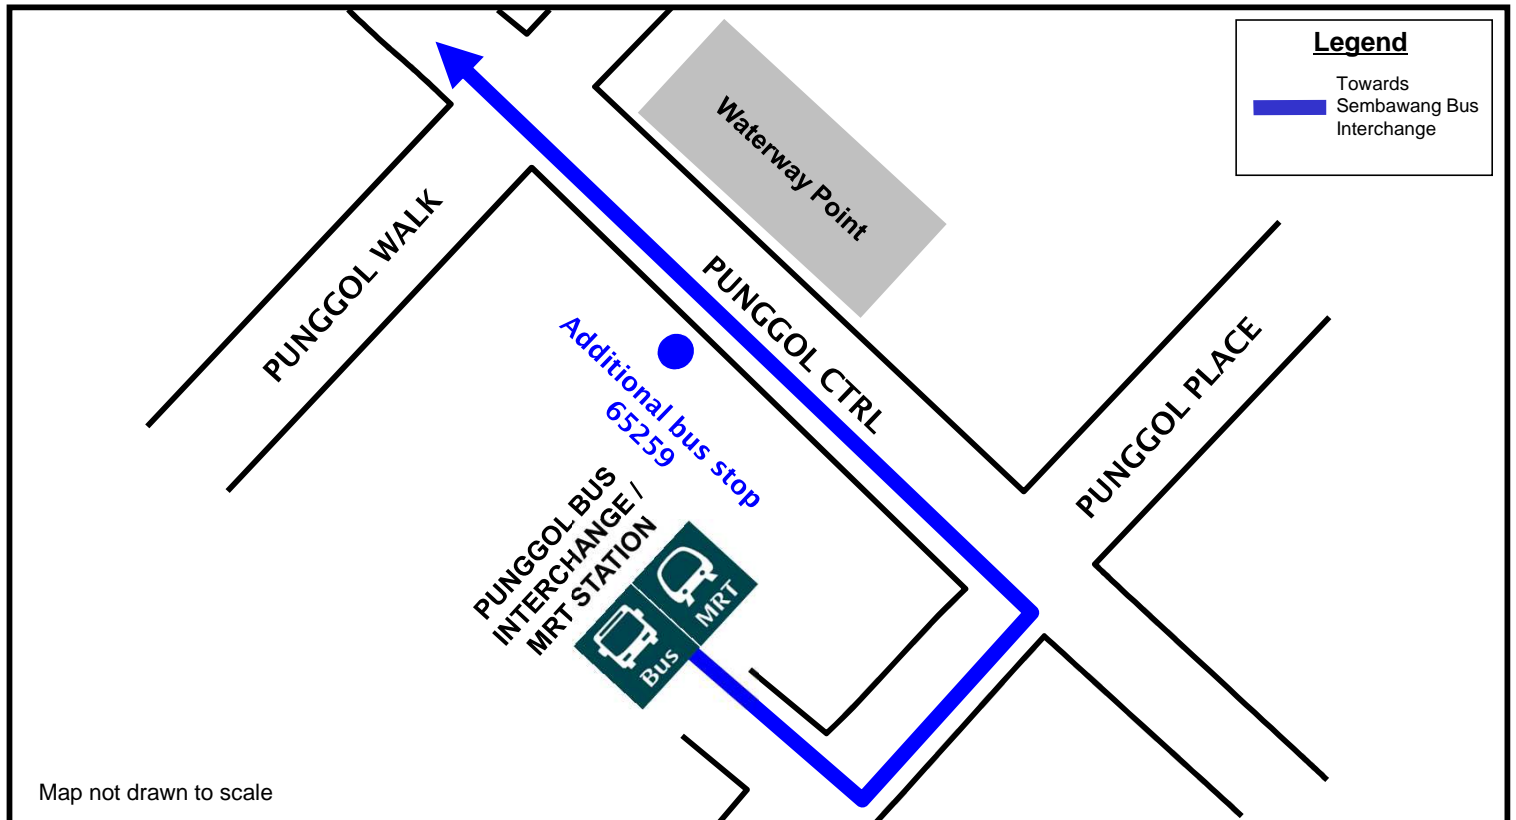 Legend
Towards
Sembawang Bus
Interchange
Waterway Point
PUNGGOL WALK
PUNGGOL CTRL
PUNGGOL PLACE
Additional bus stop
65259
PUNGGOL BUS
INTERCHANGE /
MRT STATION
MRT
Bus
Map not drawn to scale